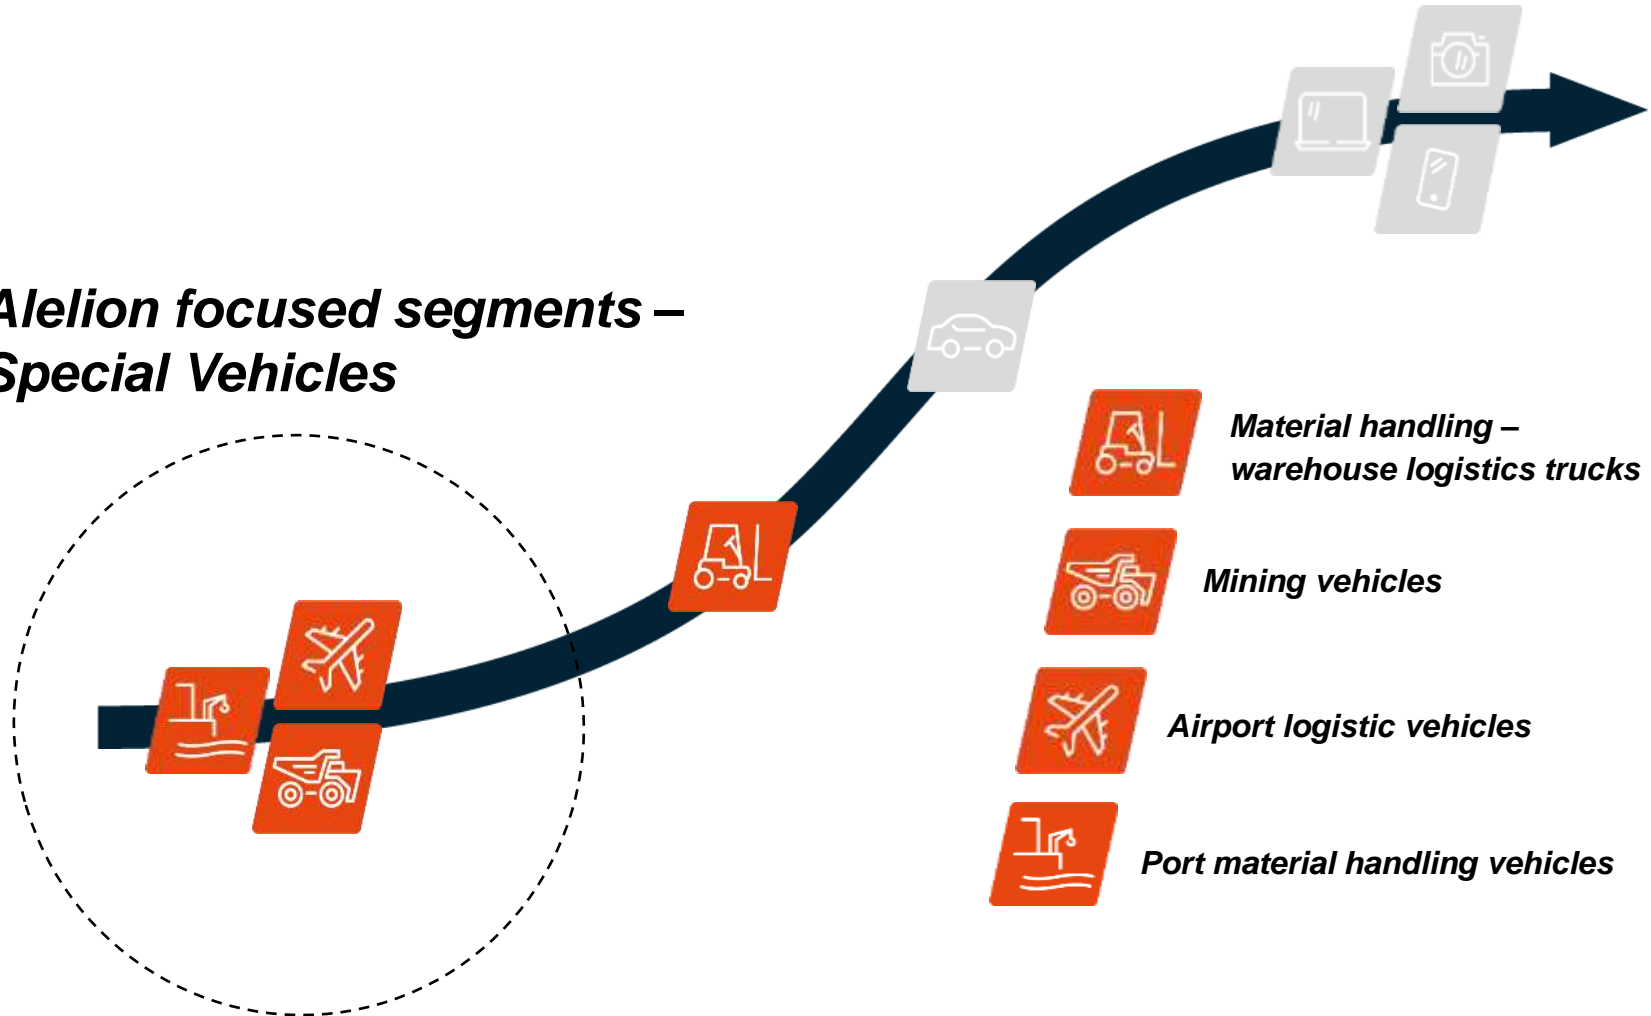 Alelion focused segments –
Special Vehicles
Material handling –
warehouse logistics trucks
Mining vehicles
Airport logistic vehicles
Port material handling vehicles